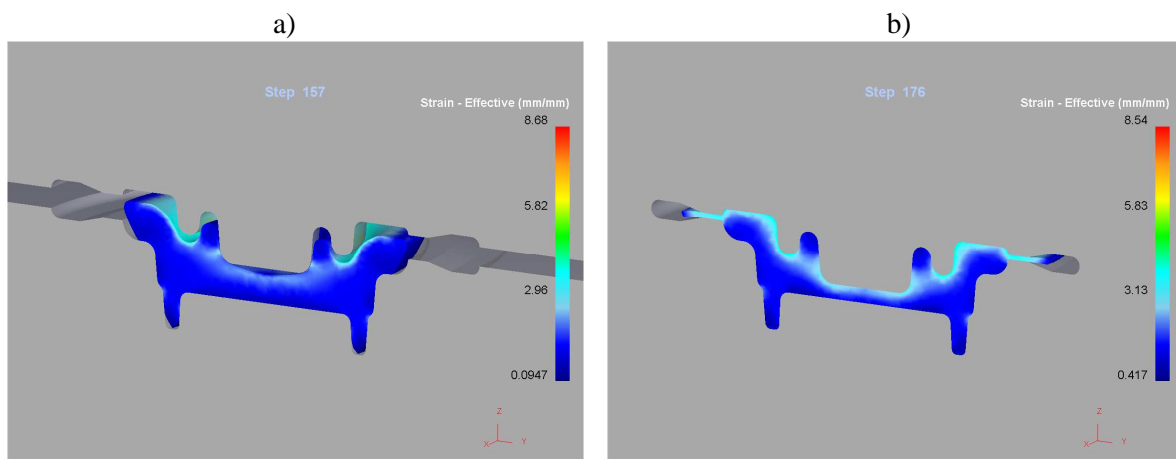 a)
b)
Step 157
Strain - Effective (mm/mm)
8.68
5.82
2.96
0.0947
Z
X
Y
Step 176
Strain - Effective (mm/mm)
8.54
5.83
3.13
0.417
Z
X
Y